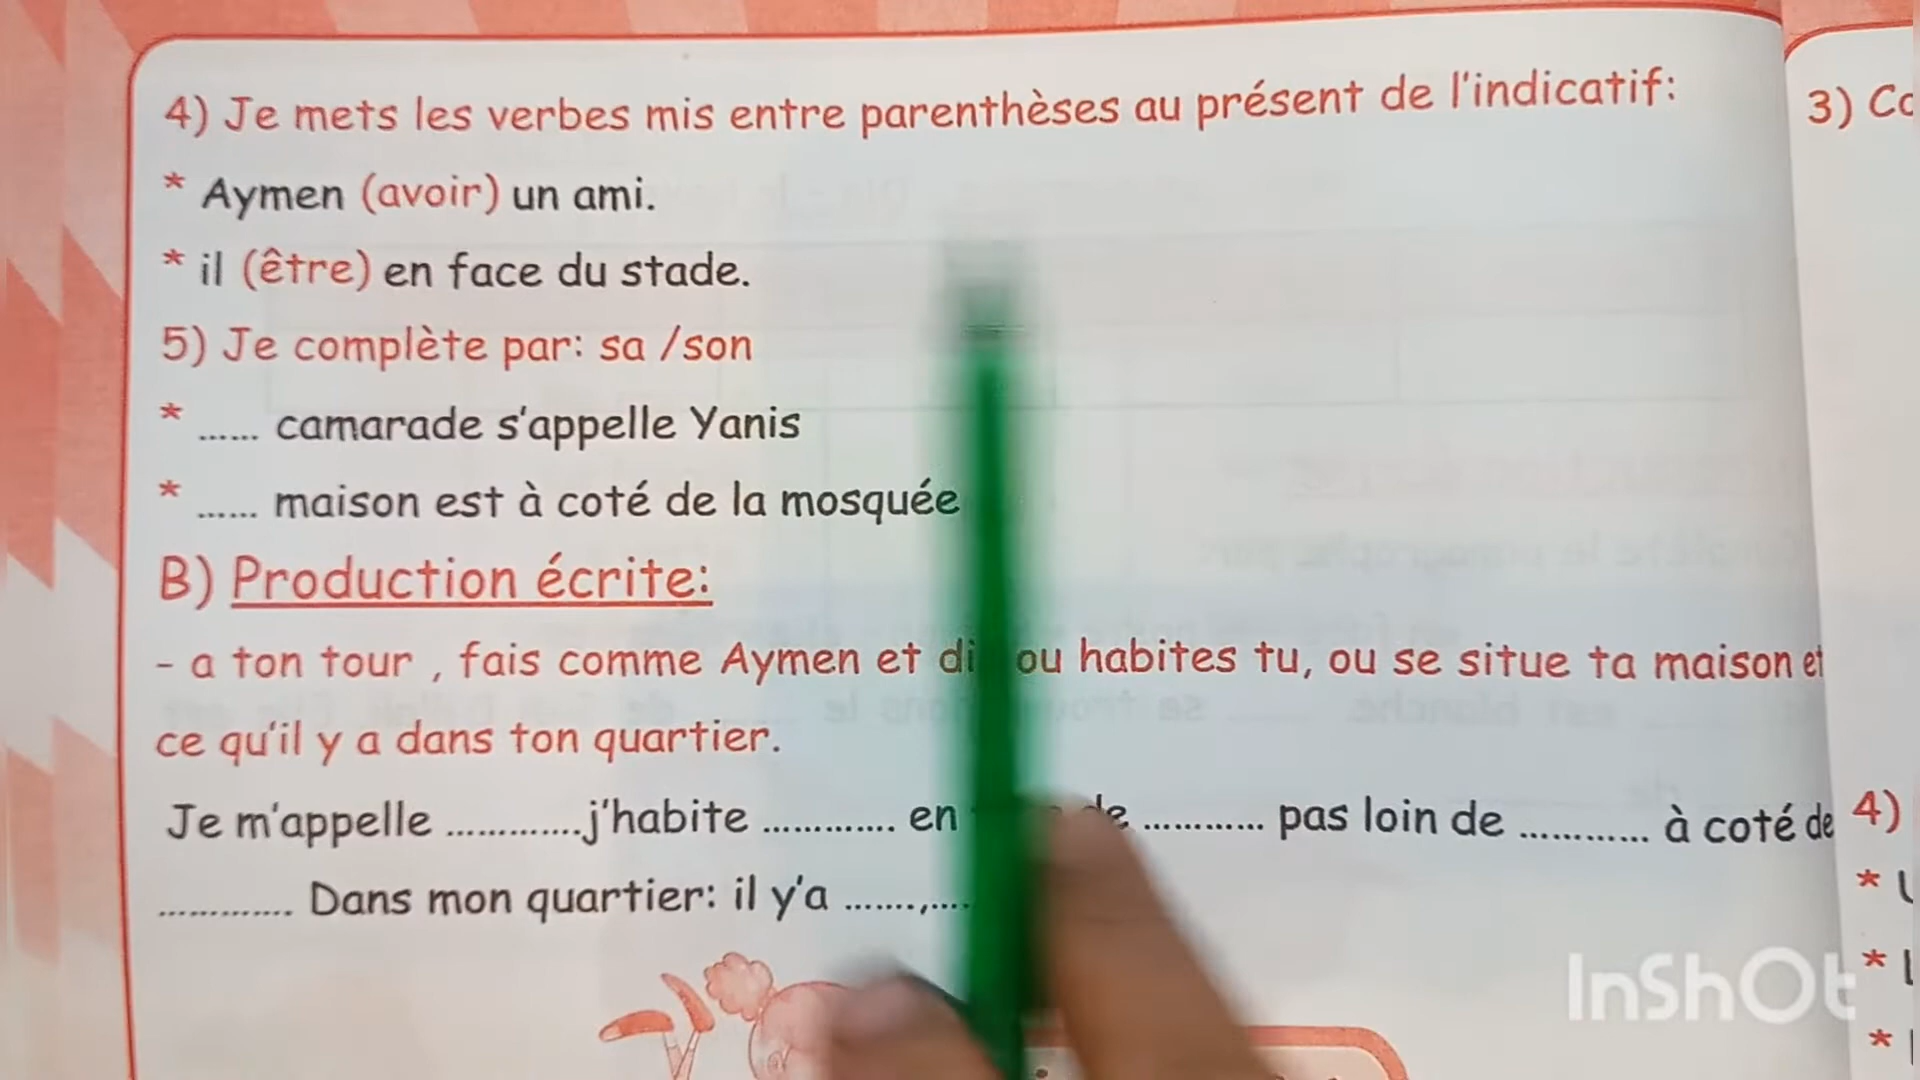 4) Je mets les verbes mis entre parenthèses au présent de l'indicatif:
* Aymen (avoir) un ami.
* il (être) en face du stade.
5) Je complète par: sa /son
* ...... camarade s'appelle Yanis
* ...... maison est à coté de la mosquée
B) Production écrite:
- a ton tour , fais comme Aymen et ou habites tu, ou se situe ta maison et
ce qu'il y a dans ton quartier.
Je m'appelle .............j'habite ............. en de ............ pas loin de ............. à coté de
............. Dans mon quartier: il y'a .......,....
3)
4)
*
*
*
InShOt